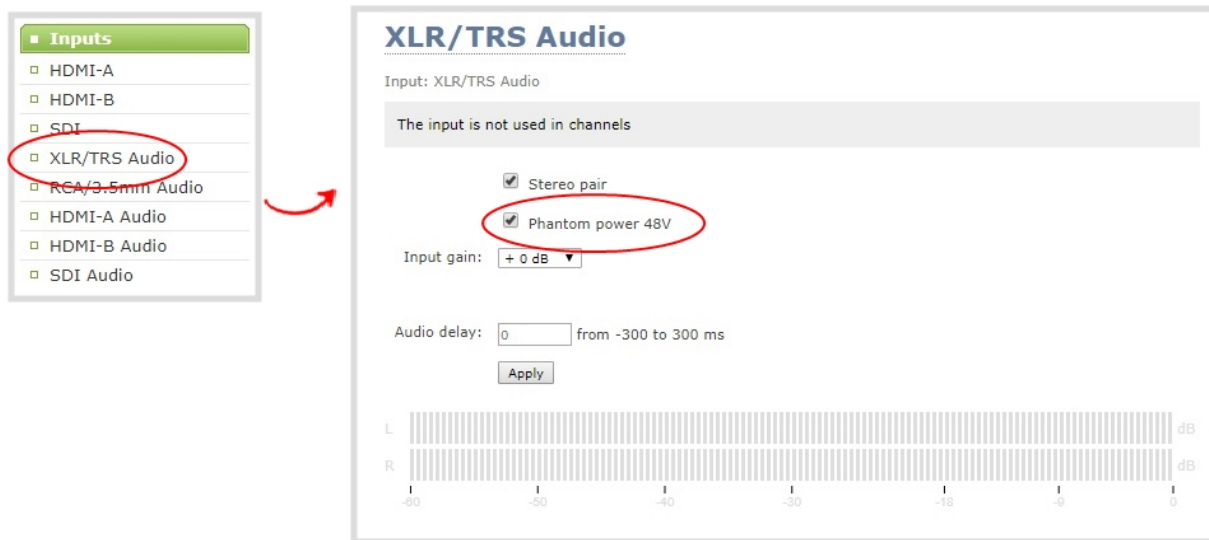 Inputs
HDMI-A
HDMI-B
SDI
XLR/TRS Audio
RCA/3.5mm Audio
HDMI-A Audio
HDMI-B Audio
SDI Audio
XLR/TRS Audio
Input: XLR/TRS Audio
The input is not used in channels
Stereo pair
Phantom power 48V
Input gain: + 0 dB
Audio delay: 0 from -300 to 300 ms
Apply
L dB
R dB
-60 -50 -40 -30 -18 -9 0